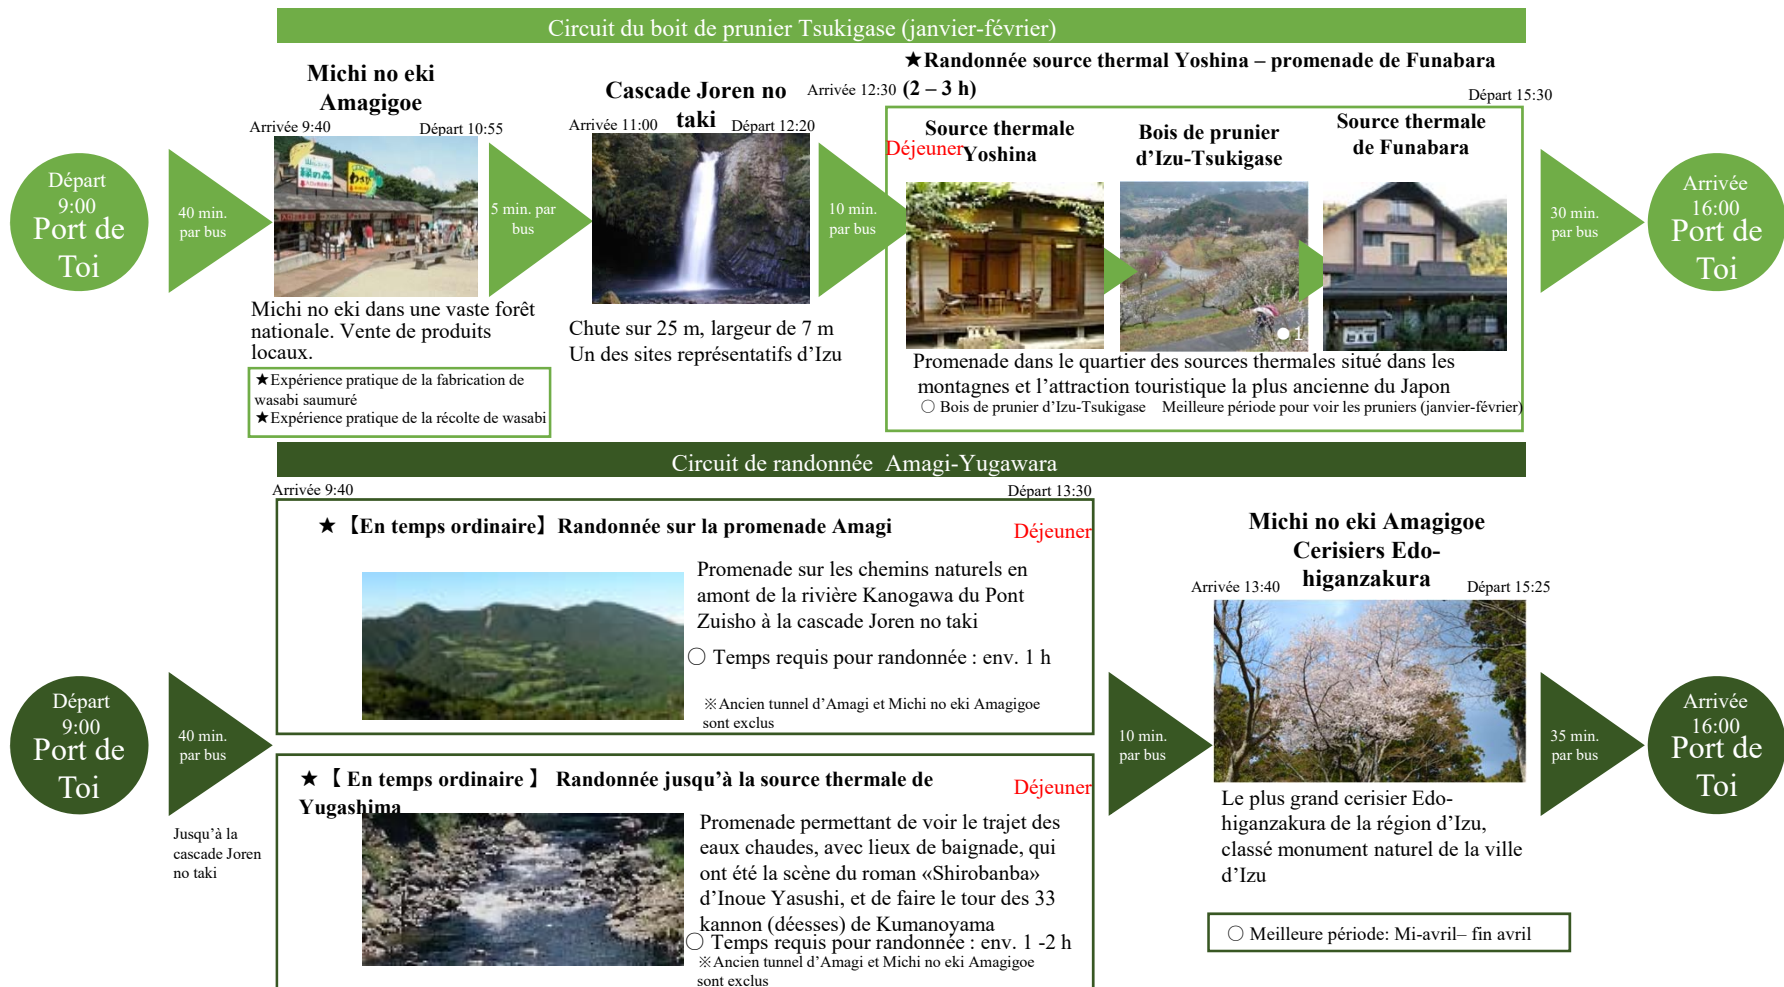 Circuit du boit de prunier Tsukigase (janvier-février)
Michi no eki
Amagigoe
Arrivée 9:40
Départ 10:55
Cascade Joren no
taki
Arrivée 11:00
Départ 12:20
★Randonnée source thermal Yoshina – promenade de Funabara
Arrivée 12:30
(2 – 3 h)
Départ 15:30
Source thermale
Yoshina
Déjeuner
Bois de prunier
d’Izu-Tsukigase
Source thermale
de Funabara
Départ
9:00
Port de
Toi
40 min.
par bus
5 min. par
bus
10 min.
par bus
30 min.
par bus
Arrivée
16:00
Port de
Toi
1
Michi no eki dans une vaste forêt
nationale. Vente de produits
locaux.
★Expérience pratique de la fabrication de
wasabi saumuré
★Expérience pratique de la récolte de wasabi
Chute sur 25 m, largeur de 7 m
Un des sites représentatifs d’Izu
Promenade dans le quartier des sources thermales situé dans les
montagnes et l’attraction touristique la plus ancienne du Japon
○ Bois de prunier d’Izu-Tsukigase    Meilleure période pour voir les pruniers (janvier-février)
Circuit de randonnée  Amagi-Yugawara
Arrivée 9:40
Départ 13:30
★【En temps ordinaire】Randonnée sur la promenade Amagi
Déjeuner
Promenade sur les chemins naturels en
amont de la rivière Kanogawa du Pont
Zuisho à la cascade Joren no taki
○ Temps requis pour randonnée : env. 1 h
※Ancien tunnel d’Amagi et Michi no eki Amagigoe
sont exclus
Départ
9:00
Port de
Toi
40 min.
par bus
Jusqu’à la
cascade Joren
no taki
★【 En temps ordinaire 】 Randonnée jusqu’à la source thermale de
Yugashima
Déjeuner
Promenade permettant de voir le trajet des
eaux chaudes, avec lieux de baignade, qui
ont été la scène du roman «Shirobanba»
d’Inoue Yasushi, et de faire le tour des 33
kannon (déesses) de Kumanoyama
○ Temps requis pour randonnée : env. 1 -2 h
※Ancien tunnel d’Amagi et Michi no eki Amagigoe
sont exclus
10 min.
par bus
Michi no eki Amagigoe
Cerisiers Edo-
higanzakura
Arrivée 13:40
Départ 15:25
Le plus grand cerisier Edo-
higanzakura de la région d’Izu,
classé monument naturel de la ville
d’Izu
○ Meilleure période: Mi-avril– fin avril
35 min.
par bus
Arrivée
16:00
Port de
Toi